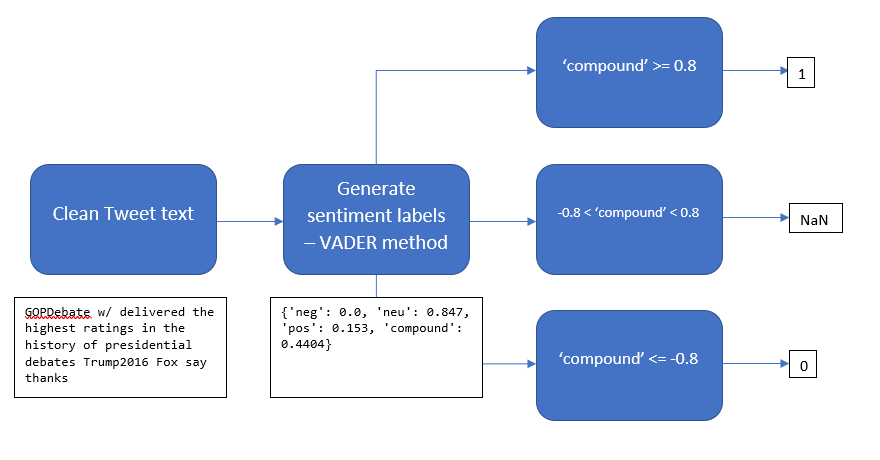 Clean Tweet text
GOPDebate w/ delivered the
highest ratings in the
history of presidential
debates Trump2016 Fox say
thanks
Generate
sentiment labels
– VADER method
{'neg': 0.0, 'neu': 0.847,
'pos': 0.153, 'compound':
0.4404}
‘compound’ >= 0.8
1
-0.8 < ‘compound’ < 0.8
NaN
‘compound’ <= -0.8
0